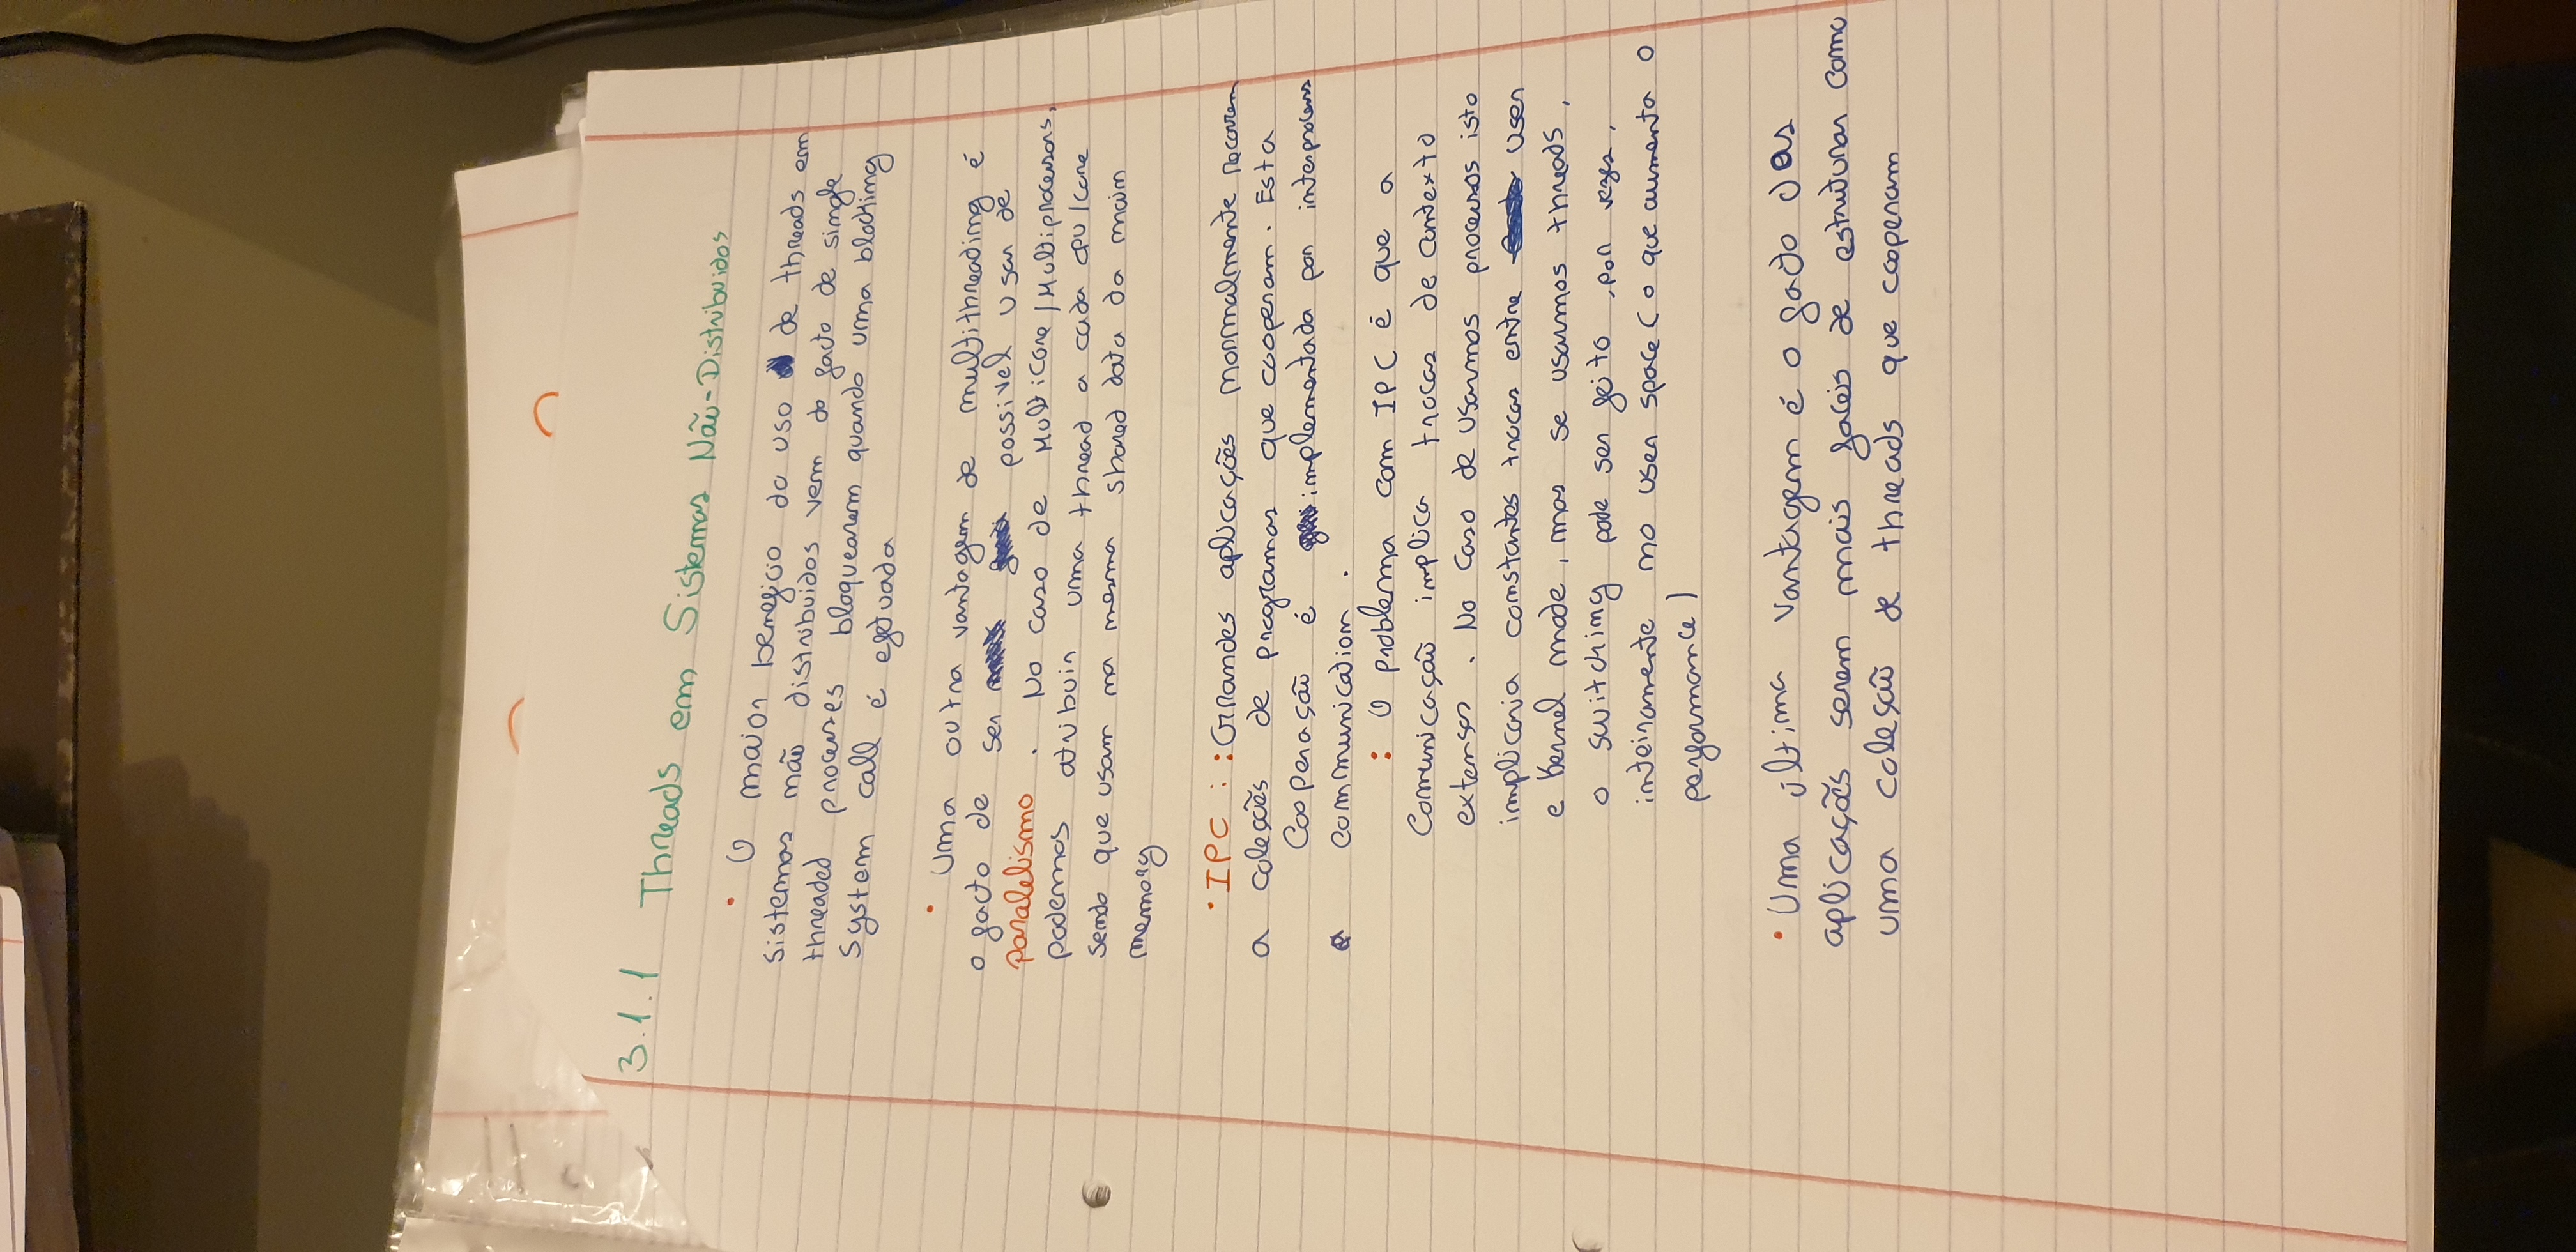 3.1.1 Threads em Sistemas Não-Distribuidos
• O maior beneficio do uso de threads em
sistemas não distribuidos vem do facto de single
threaded processes bloquearem quando uma blocking
system call é efetuada
• Uma outra vantagem de multithreading é
o facto de ser possivel usar de
paralelismo. No caso de Multicore/Multiprocessors,
podemos atribuir uma thread a cada CPU/Core
sendo que usam na mesma shared data da main
memory
• IPC : : Grandes aplicações normalmente recorrem
a coleções de programas que cooperam. Esta
Cooperação é implementada por interprocess
communication.
: O problema com IPC é que a
Comunicação implica trocas de contexto
extensas. No caso de usarmos processos isto
implicaria constantes trocas entre user
e Kernel mode, mas se usarmos threads,
o switching pode ser feito, por vezes,
inteiramente no user space (o que aumenta o
performance)
• Uma última vantagem é o facto das
aplicações serem mais faceis de estruturar como
uma coleção de threads que cooperam